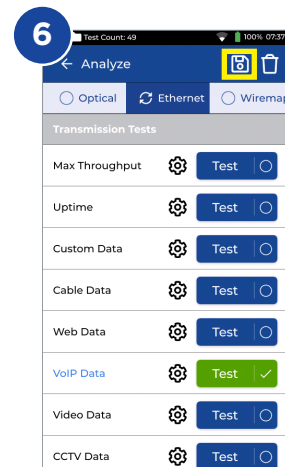 6
Test Count: 49
100% 07:37
Analyze
Optical
Ethernet
Wiremap
Transmission Tests
Max Throughput Test
Uptime Test
Custom Data Test
Cable Data Test
Web Data Test
VoIP Data Test
Video Data Test
CCTV Data Test